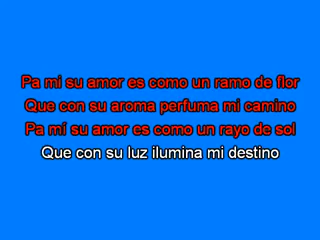 Pa mi su amor es como un ramo de flor
Que con su aroma perfuma mi camino
Pa mí su amor es como un rayo de sol
Que con su luz ilumina mi destino